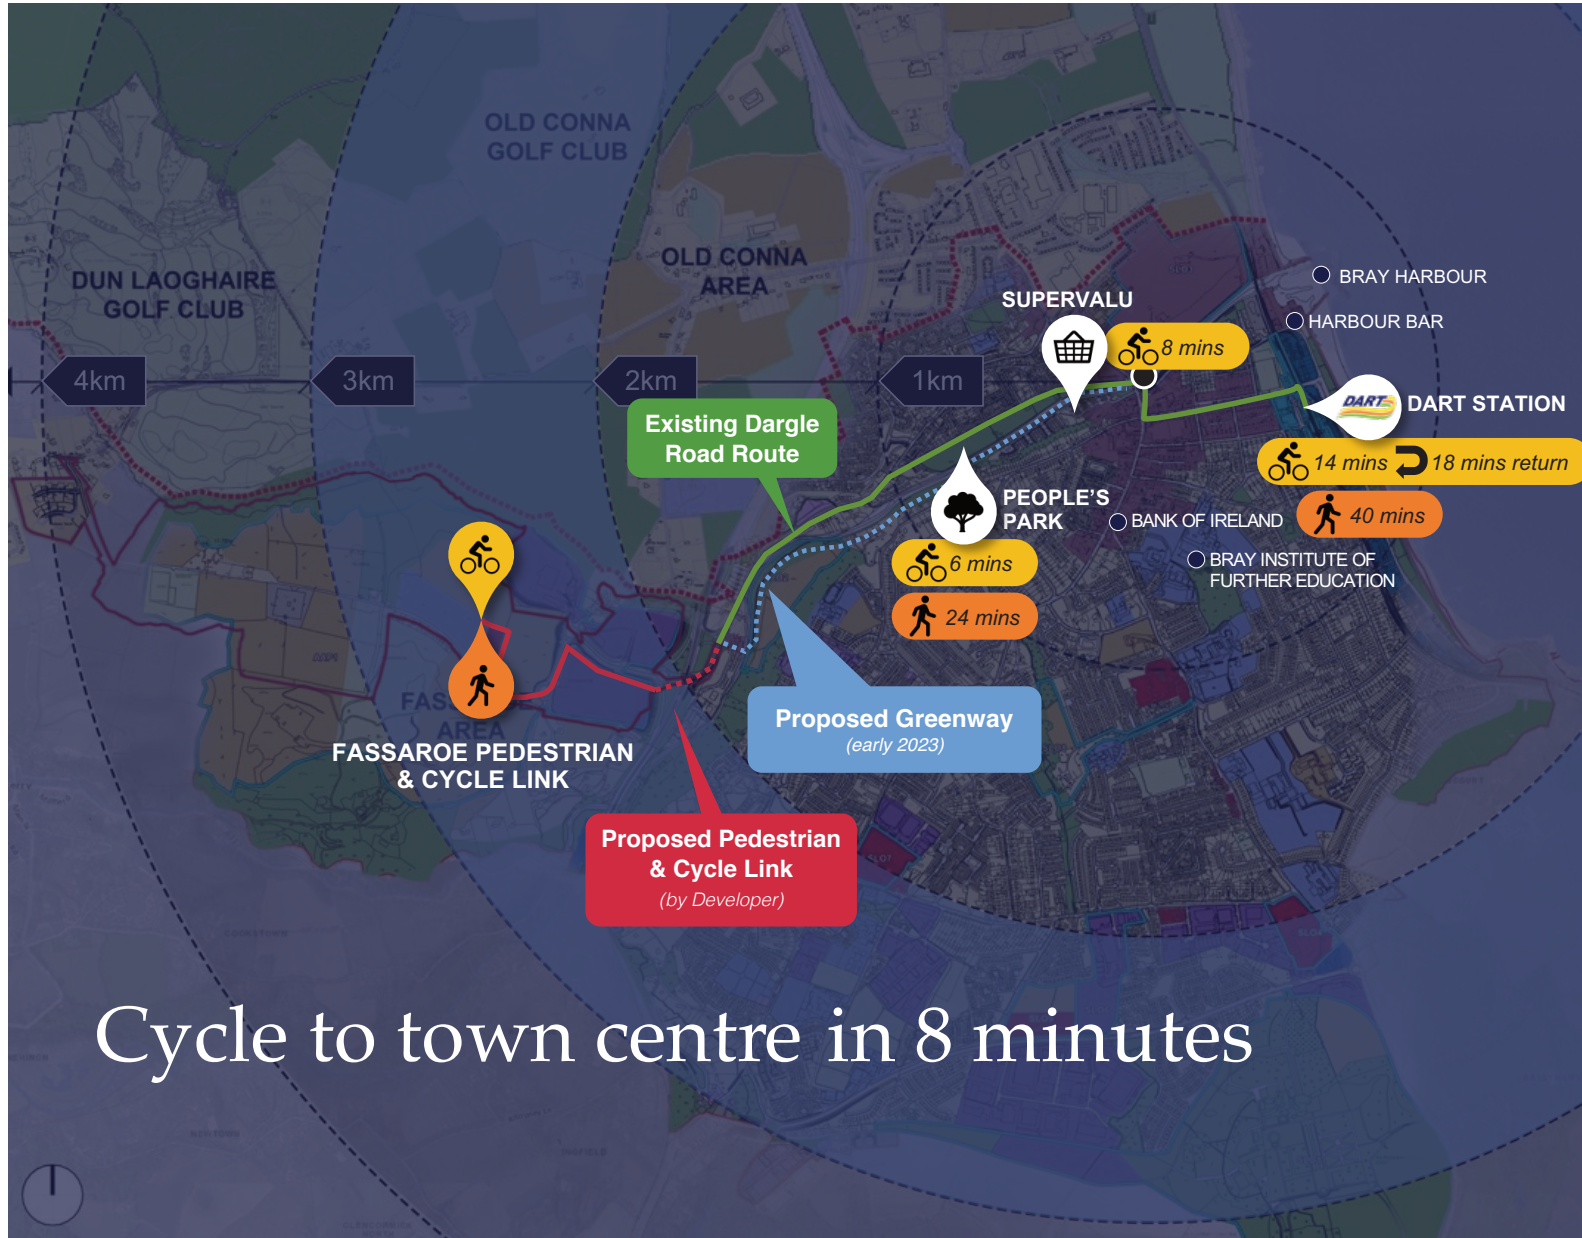 OLD CONNA
GOLF CLUB
OLD CONNA
AREA
DUN LAOGHAIRE
GOLF CLUB
BRAY HARBOUR
SUPERVALU
HARBOUR BAR
8 mins
4km
3km
2km
1km
DART
DART STATION
Existing Dargle
Road Route
14 mins
18 mins return
PEOPLE'S
PARK
BANK OF IRELAND
40 mins
6 mins
BRAY INSTITUTE OF
FURTHER EDUCATION
24 mins
FASSAROE PEDESTRIAN
& CYCLE LINK
AREA
Proposed Greenway
(early 2023)
Proposed Pedestrian
& Cycle Link
(by Developer)
Cycle to town centre in 8 minutes